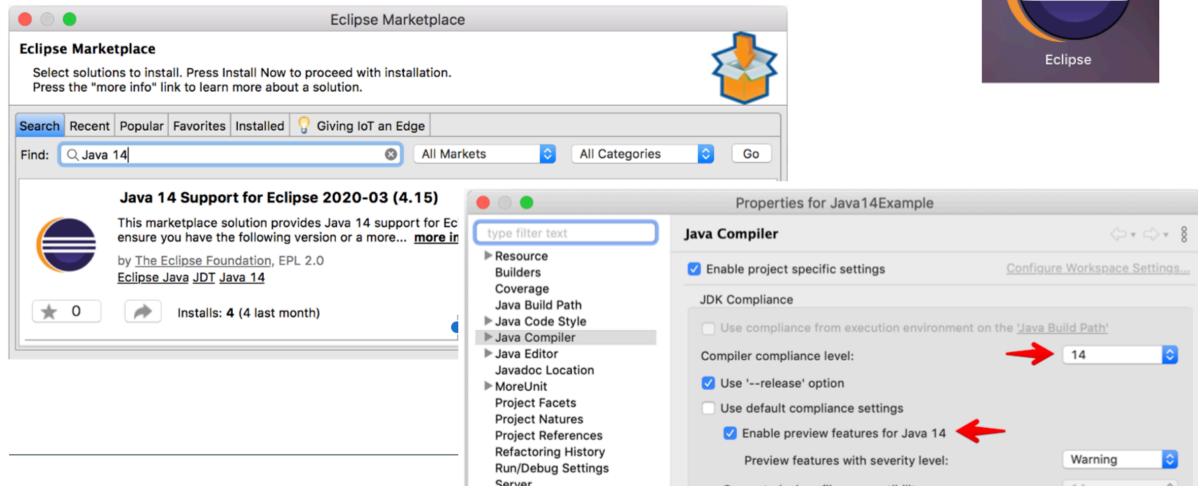 Eclipse Marketplace
Eclipse Marketplace
Select solutions to install. Press Install Now to proceed with installation.
Press the "more info" link to learn more about a solution.
Search Recent Popular Favorites Installed Giving IoT an Edge
Find: Java 14 All Markets All Categories Go
Java 14 Support for Eclipse 2020-03 (4.15)
This marketplace solution provides Java 14 support for Ec
ensure you have the following version or a more... more in
by The Eclipse Foundation, EPL 2.0
Eclipse Java JDT Java 14
0 Installs: 4 (4 last month)
Eclipse
Properties for Java14Example
type filter text
Resource
Builders
Coverage
Java Build Path
Java Code Style
Java Compiler
Java Editor
Javadoc Location
MoreUnit
Project Facets
Project Natures
Project References
Refactoring History
Run/Debug Settings
Server
Java Compiler
Enable project specific settings Configure Workspace Settings...
JDK Compliance
Use compliance from execution environment on the 'Java Build Path'
Compiler compliance level: 14
Use '--release' option
Use default compliance settings
Enable preview features for Java 14
Preview features with severity level: Warning